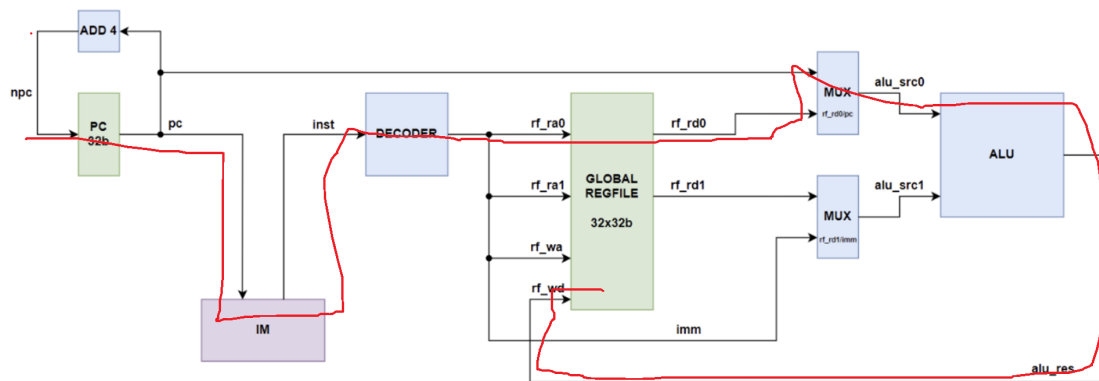 ADD 4
npc
PC
32b
pc
inst
DECODER
IM
rf_ra0
rf_ra1
rf_wa
rf_wd
GLOBAL
REGFILE
32x32b
rf_rd0
rf_rd1
imm
MUX
rf_rd0/pc
MUX
rf_rd1/imm
alu_src0
alu_src1
ALU
alu_res